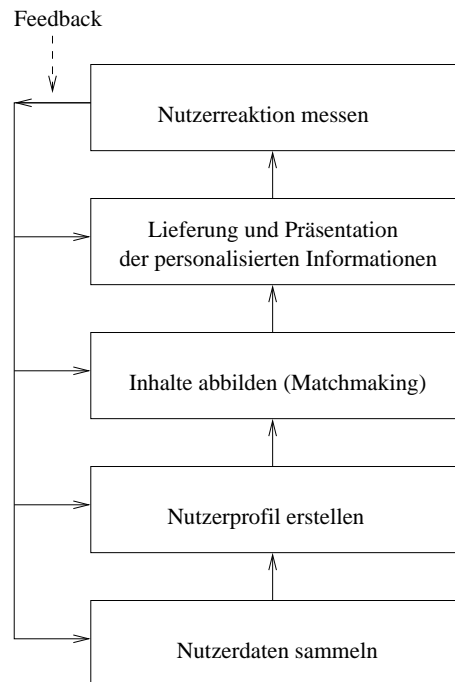 Feedback
Nutzerreaktion messen
Lieferung und Präsentation
der personalisierten Informationen
Inhalte abbilden (Matchmaking)
Nutzerprofil erstellen
Nutzerdaten sammeln